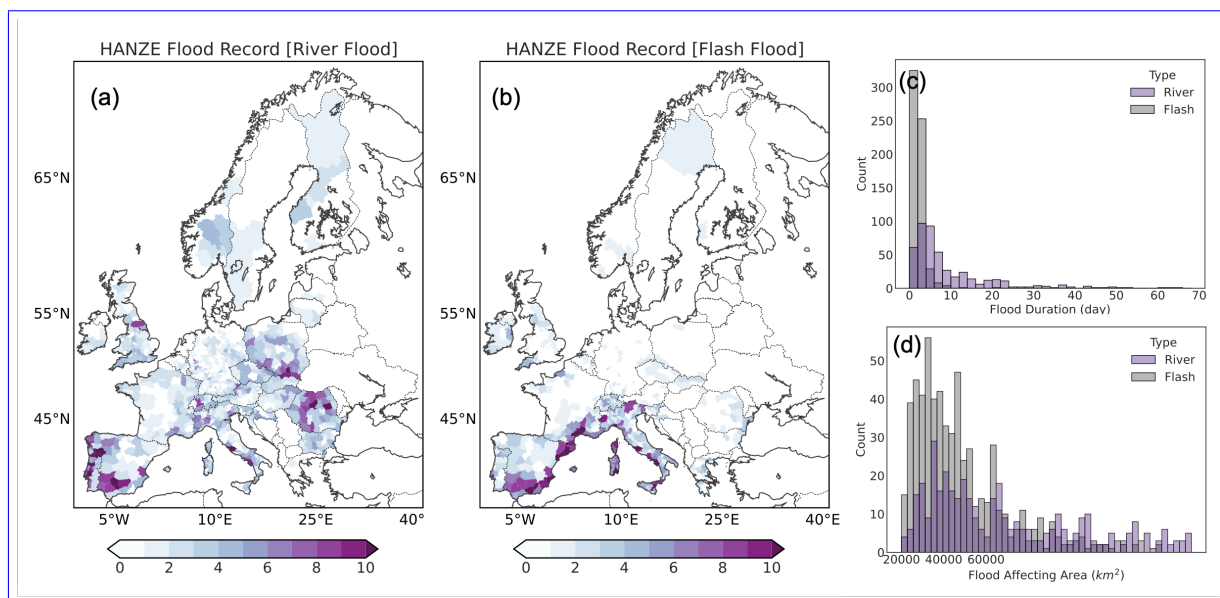 HANZE Flood Record [River Flood]
(a)
65°N
55°N
45°N
5°W 10°E 25°E 40°
0 2 4 6 8 10
HANZE Flood Record [Flash Flood]
(b)
65°N
55°N
45°N
5°W 10°E 25°E 40°
0 2 4 6 8 10
(c)
Type
River
Flash
Count
300
250
200
150
100
50
0
0 10 20 30 40 50 60
Flood Duration (day)
(d)
Type
River
Flash
Count
50
40
30
20
10
0
20000 40000 60000
Flood Affecting Area (km²)